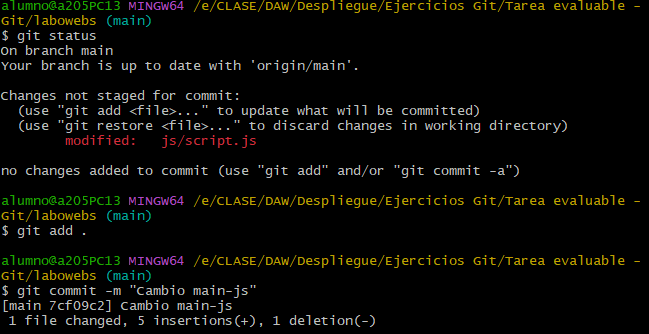 alumno@a205PC13 MINGW64 /e/CLASE/DAW/Despliegue/Ejercicios Git/Tarea evaluable -
Git/labowebs (main)
$ git status
On branch main
Your branch is up to date with 'origin/main'.

Changes not staged for commit:
  (use "git add <file>..." to update what will be committed)
  (use "git restore <file>..." to discard changes in working directory)
        modified:   js/script.js

no changes added to commit (use "git add" and/or "git commit -a")

alumno@a205PC13 MINGW64 /e/CLASE/DAW/Despliegue/Ejercicios Git/Tarea evaluable -
Git/labowebs (main)
$ git add .

alumno@a205PC13 MINGW64 /e/CLASE/DAW/Despliegue/Ejercicios Git/Tarea evaluable -
Git/labowebs (main)
$ git commit -m "Cambio main-js"
[main 7cf09c2] Cambio main-js
 1 file changed, 5 insertions(+), 1 deletion(-)